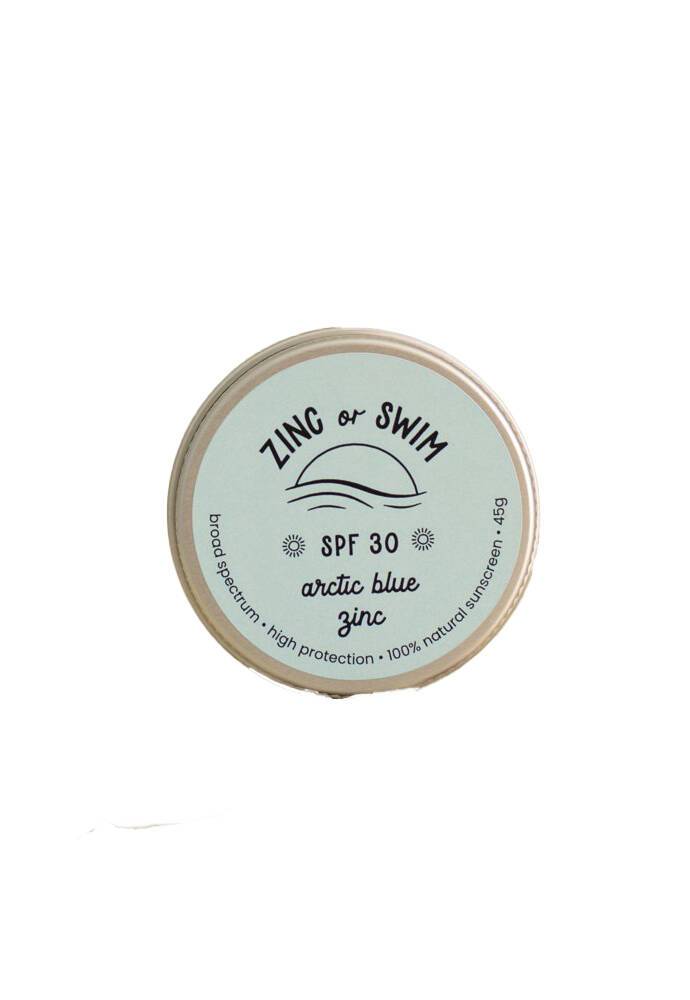 ZINC or SWIM
SPF 30
arctic blue
zinc
broad spectrum • high protection • 100% natural sunscreen • 45g